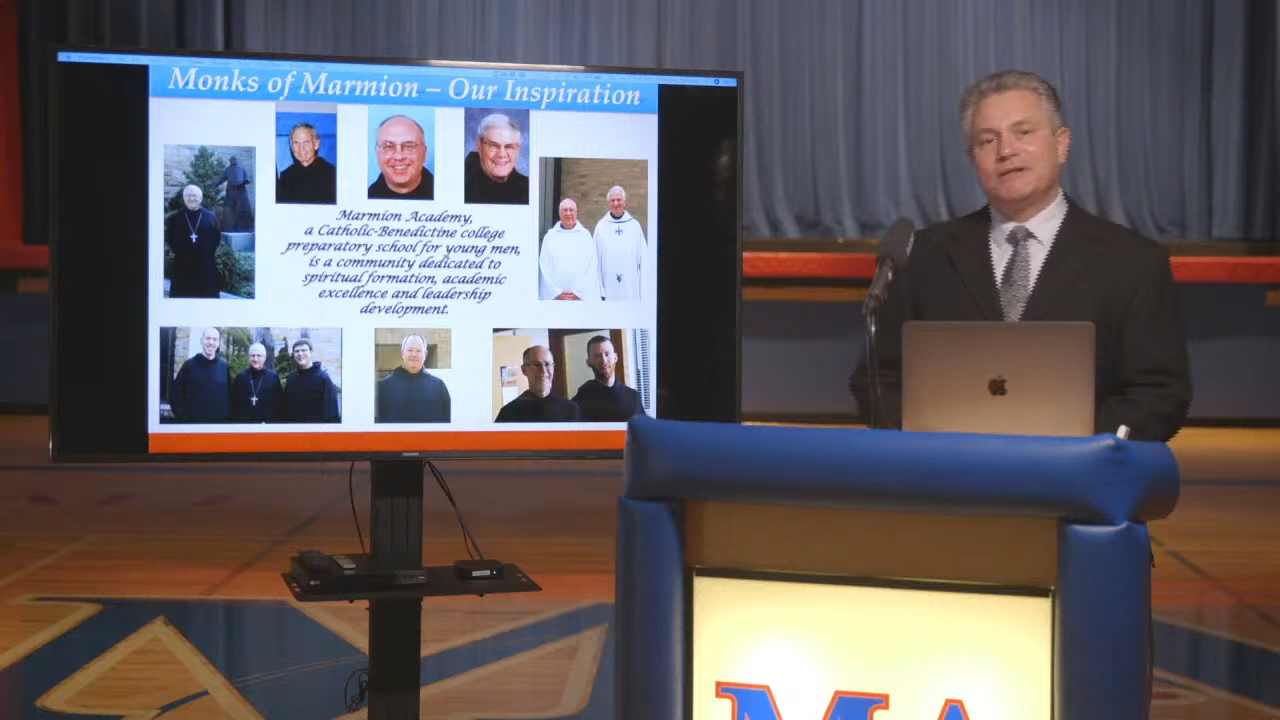 Monks of Marmion – Our Inspiration
Marmion Academy,
a Catholic-Benedictine college
preparatory school for young men,
is a community dedicated to
spiritual formation, academic
excellence and leadership
development.
MA